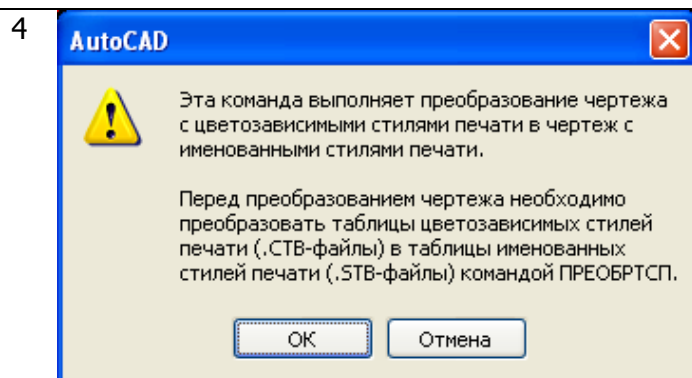 4
AutoCAD
Эта команда выполняет преобразование чертежа
с цветозависимыми стилями печати в чертеж с
именованными стилями печати.
Перед преобразованием чертежа необходимо
преобразовать таблицы цветозависимых стилей
печати (.CTB-файлы) в таблицы именованных
стилей печати (.STB-файлы) командой ПРЕОБРТСП.
ОК
Отмена